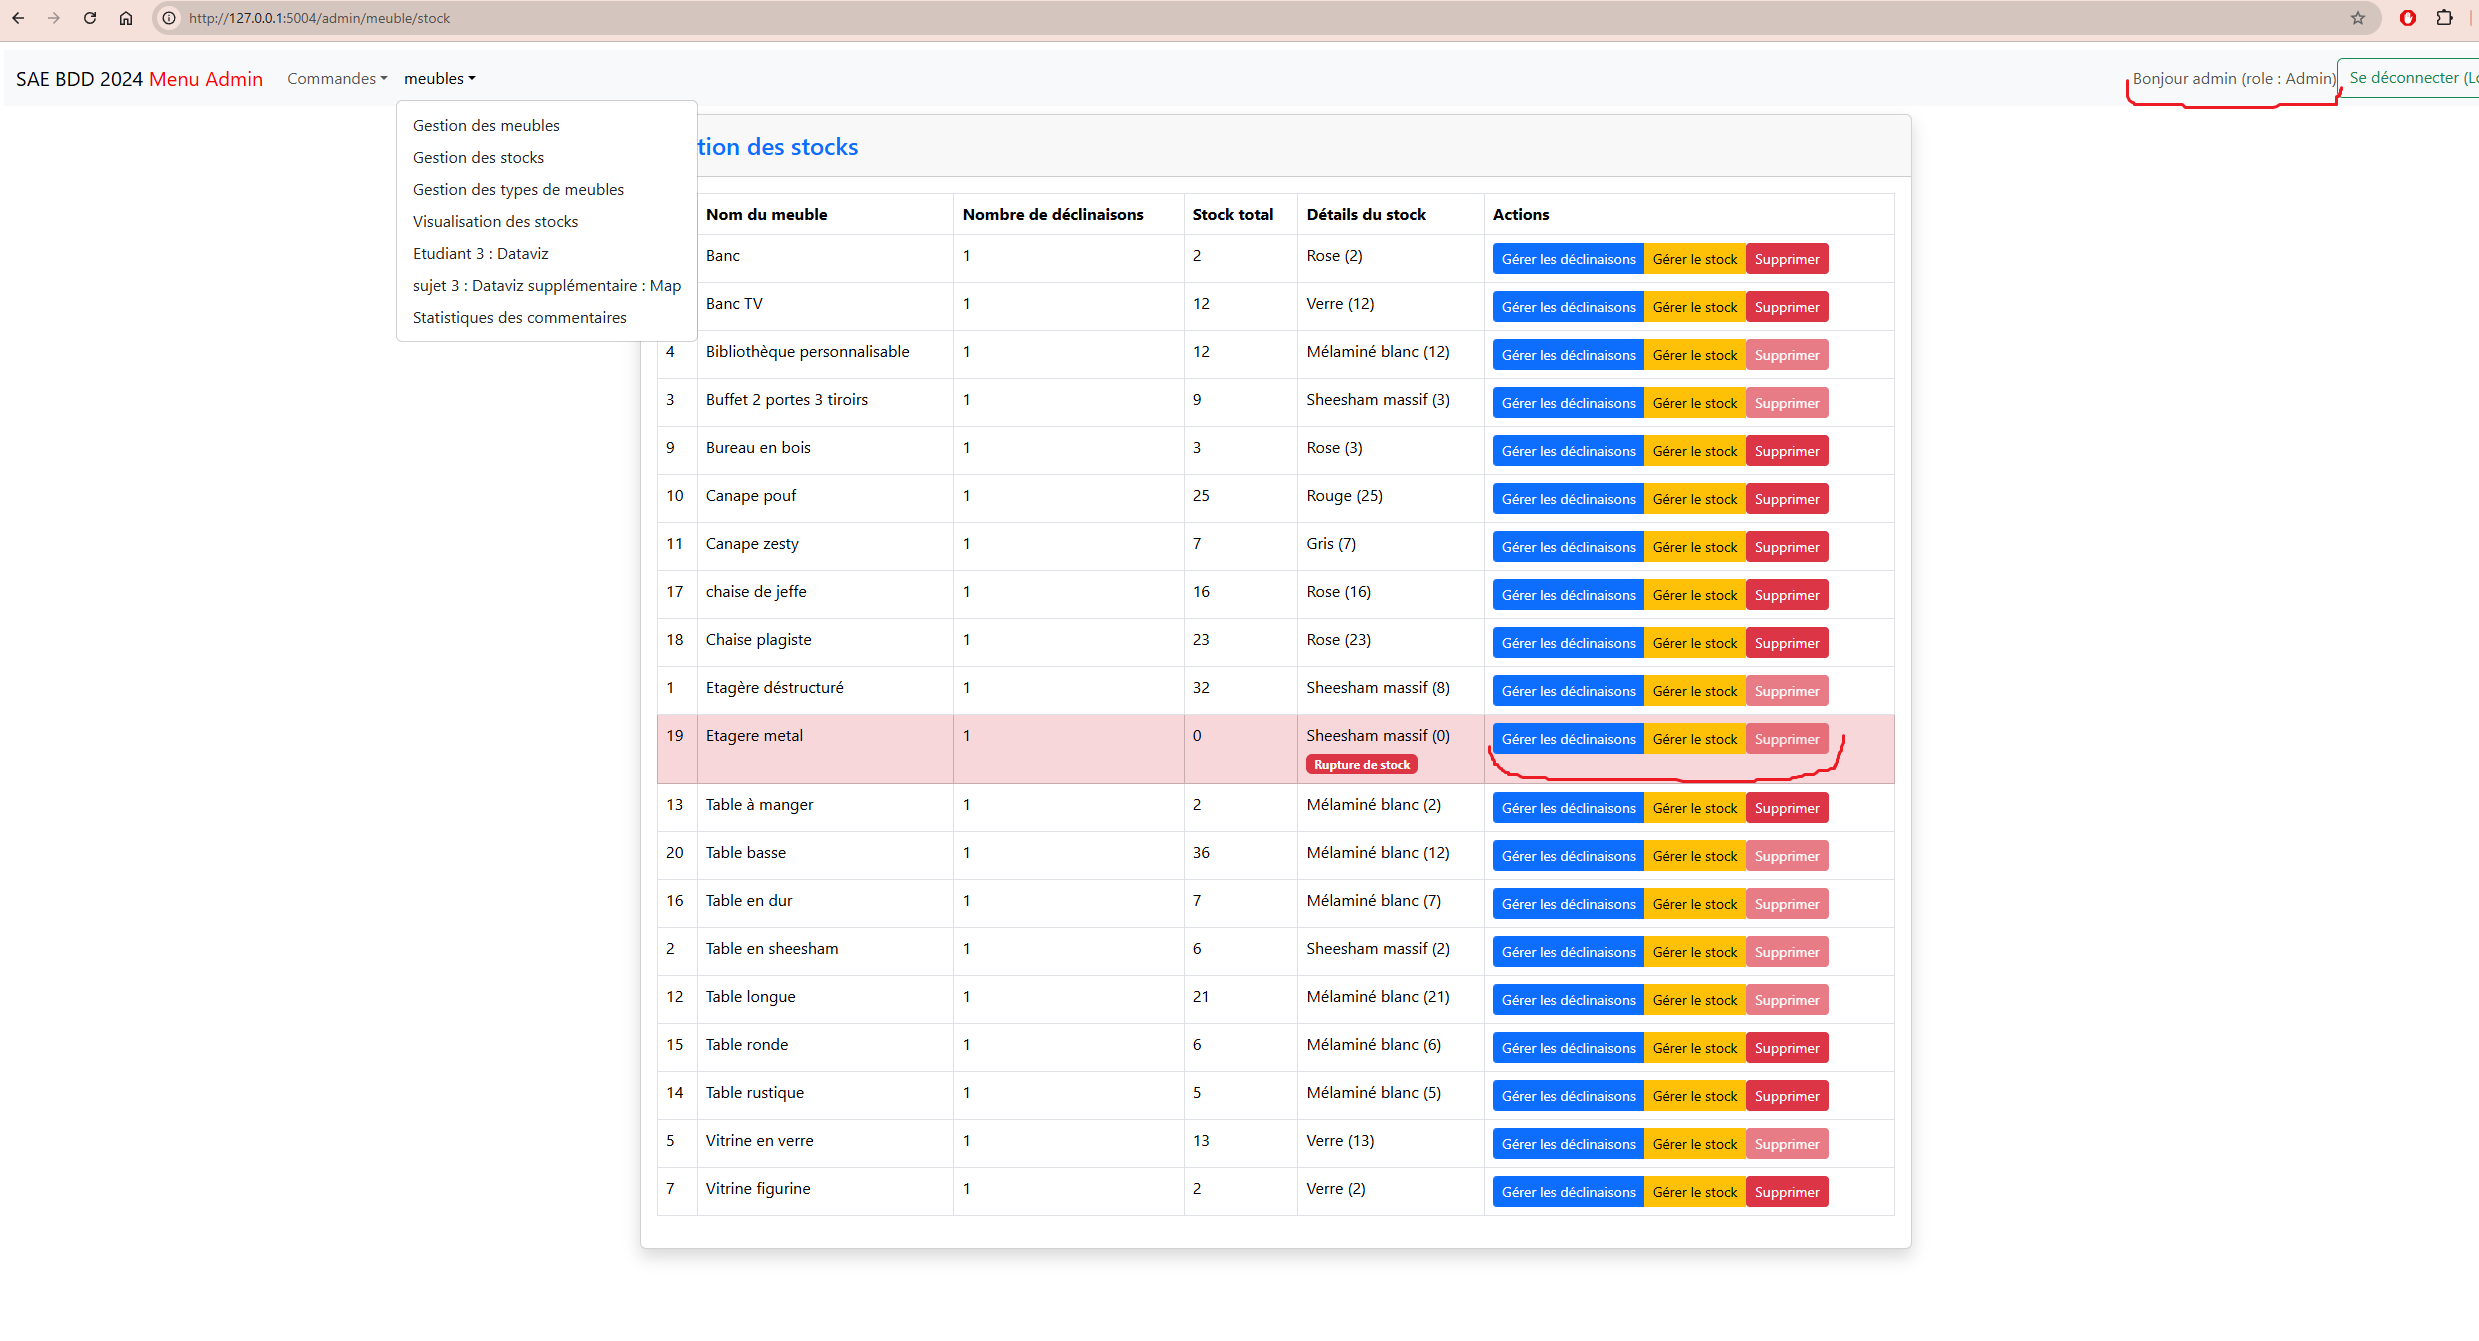 http://127.0.0.1:5004/admin/meuble/stock
SAE BDD 2024 Menu Admin Commandes meubles Bonjour admin (role : Admin) Se déconnecter (Lo
Gestion des meubles
Gestion des stocks
Gestion des types de meubles
Visualisation des stocks
Etudiant 3 : Dataviz
sujet 3 : Dataviz supplémentaire : Map
Statistiques des commentaires
tion des stocks
Nom du meuble Nombre de déclinaisons Stock total Détails du stock Actions
Banc 1 2 Rose (2) Gérer les déclinaisons Gérer le stock Supprimer
Banc TV 1 12 Verre (12) Gérer les déclinaisons Gérer le stock Supprimer
4 Bibliothèque personnalisable 1 12 Mélaminé blanc (12) Gérer les déclinaisons Gérer le stock Supprimer
3 Buffet 2 portes 3 tiroirs 1 9 Sheesham massif (3) Gérer les déclinaisons Gérer le stock Supprimer
9 Bureau en bois 1 3 Rose (3) Gérer les déclinaisons Gérer le stock Supprimer
10 Canape pouf 1 25 Rouge (25) Gérer les déclinaisons Gérer le stock Supprimer
11 Canape zesty 1 7 Gris (7) Gérer les déclinaisons Gérer le stock Supprimer
17 chaise de jeffe 1 16 Rose (16) Gérer les déclinaisons Gérer le stock Supprimer
18 Chaise plagiste 1 23 Rose (23) Gérer les déclinaisons Gérer le stock Supprimer
1 Etagère déstructuré 1 32 Sheesham massif (8) Gérer les déclinaisons Gérer le stock Supprimer
19 Etagere metal 1 0 Sheesham massif (0) Gérer les déclinaisons Gérer le stock Supprimer
Rupture de stock
13 Table à manger 1 2 Mélaminé blanc (2) Gérer les déclinaisons Gérer le stock Supprimer
20 Table basse 1 36 Mélaminé blanc (12) Gérer les déclinaisons Gérer le stock Supprimer
16 Table en dur 1 7 Mélaminé blanc (7) Gérer les déclinaisons Gérer le stock Supprimer
2 Table en sheesham 1 6 Sheesham massif (2) Gérer les déclinaisons Gérer le stock Supprimer
12 Table longue 1 21 Mélaminé blanc (21) Gérer les déclinaisons Gérer le stock Supprimer
15 Table ronde 1 6 Mélaminé blanc (6) Gérer les déclinaisons Gérer le stock Supprimer
14 Table rustique 1 5 Mélaminé blanc (5) Gérer les déclinaisons Gérer le stock Supprimer
5 Vitrine en verre 1 13 Verre (13) Gérer les déclinaisons Gérer le stock Supprimer
7 Vitrine figurine 1 2 Verre (2) Gérer les déclinaisons Gérer le stock Supprimer